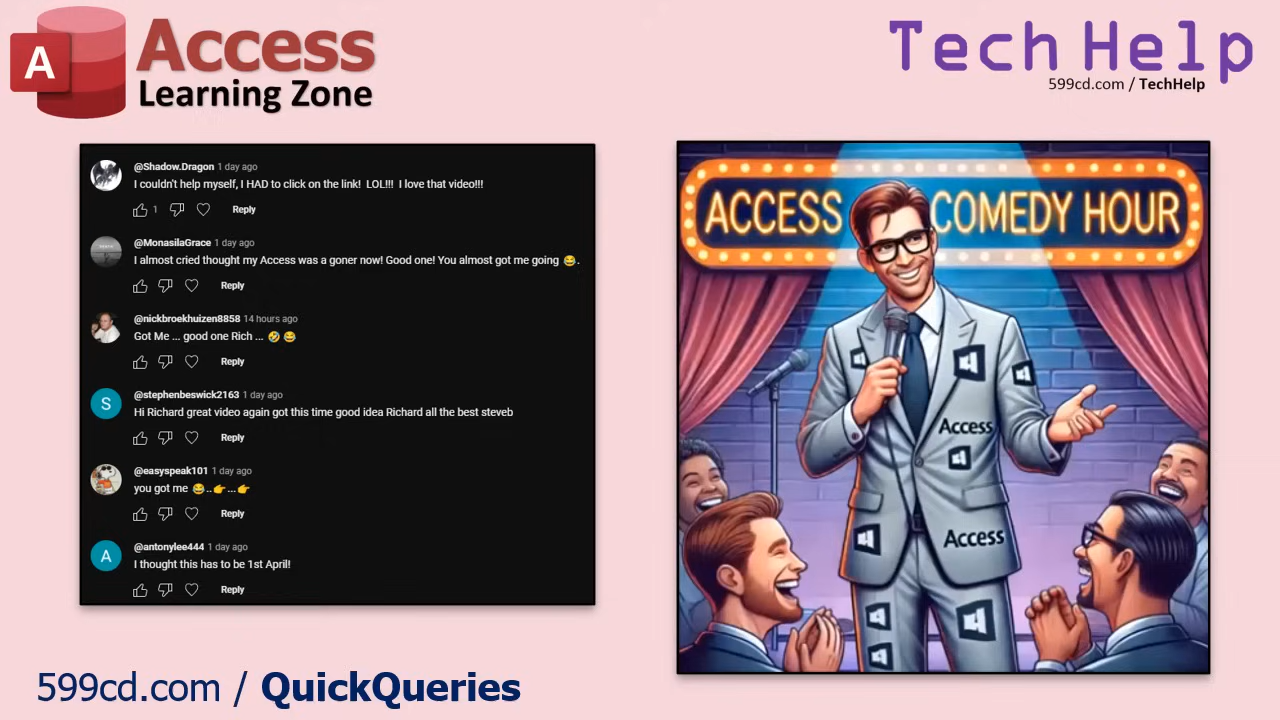 A
Access
Learning Zone
Tech Help
599cd.com / TechHelp
@Shadow.Dragon 1 day ago
I couldn't help myself, I HAD to click on the link! LOL!!! I love that video!!!
1 Reply
@MonasilaGrace 1 day ago
I almost cried thought my Access was a goner now! Good one! You almost got me going 😂.
Reply
@nickbroekhuizen8858 14 hours ago
Got Me ... good one Rich ... 🤣 😂
Reply
S
@stephenbeswick2163 1 day ago
Hi Richard great video again got this time good idea Richard all the best steveb
Reply
@easyspeak101 1 day ago
you got me 😂..👉...👉
Reply
A
@antonylee444 1 day ago
I thought this has to be 1st April!
Reply
ACCESS COMEDY HOUR
Access
Access
599cd.com / QuickQueries